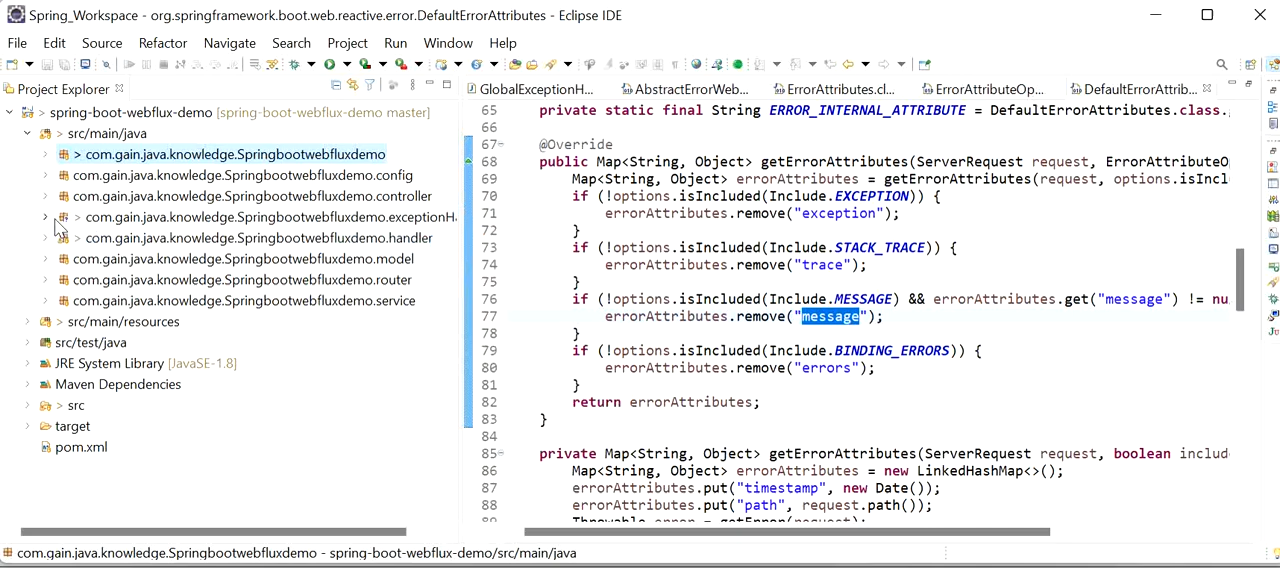 Spring_Workspace - org.springframework.boot.web.reactive.error.DefaultErrorAttributes - Eclipse IDE
File Edit Source Refactor Navigate Search Project Run Window Help
Project Explorer
GlobalExceptionH... AbstractErrorWeb... ErrorAttributes.cl... ErrorAttributeOp... DefaultErrorAttrib...
> spring-boot-webflux-demo [spring-boot-webflux-demo master]
> src/main/java
> com.gain.java.knowledge.Springbootwebfluxdemo
com.gain.java.knowledge.Springbootwebfluxdemo.config
com.gain.java.knowledge.Springbootwebfluxdemo.controller
> com.gain.java.knowledge.Springbootwebfluxdemo.exceptionHa
> com.gain.java.knowledge.Springbootwebfluxdemo.handler
com.gain.java.knowledge.Springbootwebfluxdemo.model
com.gain.java.knowledge.Springbootwebfluxdemo.router
com.gain.java.knowledge.Springbootwebfluxdemo.service
> src/main/resources
src/test/java
JRE System Library [JavaSE-1.8]
Maven Dependencies
> src
target
pom.xml
65 private static final String ERROR_INTERNAL_ATTRIBUTE = DefaultErrorAttributes.class.
66
67 @Override
68 public Map<String, Object> getErrorAttributes(ServerRequest request, ErrorAttributeO
69 Map<String, Object> errorAttributes = getErrorAttributes(request, options.isIncl
70 if (!options.isIncluded(Include.EXCEPTION)) {
71 errorAttributes.remove("exception");
72 }
73 if (!options.isIncluded(Include.STACK_TRACE)) {
74 errorAttributes.remove("trace");
75 }
76 if (!options.isIncluded(Include.MESSAGE) && errorAttributes.get("message") != nu
77 errorAttributes.remove("message");
78 }
79 if (!options.isIncluded(Include.BINDING_ERRORS)) {
80 errorAttributes.remove("errors");
81 }
82 return errorAttributes;
83 }
84
85 private Map<String, Object> getErrorAttributes(ServerRequest request, boolean includ
86 Map<String, Object> errorAttributes = new LinkedHashMap<>();
87 errorAttributes.put("timestamp", new Date());
88 errorAttributes.put("path", request.path());
89 Throwable error = getError(request);
com.gain.java.knowledge.Springbootwebfluxdemo - spring-boot-webflux-demo/src/main/java